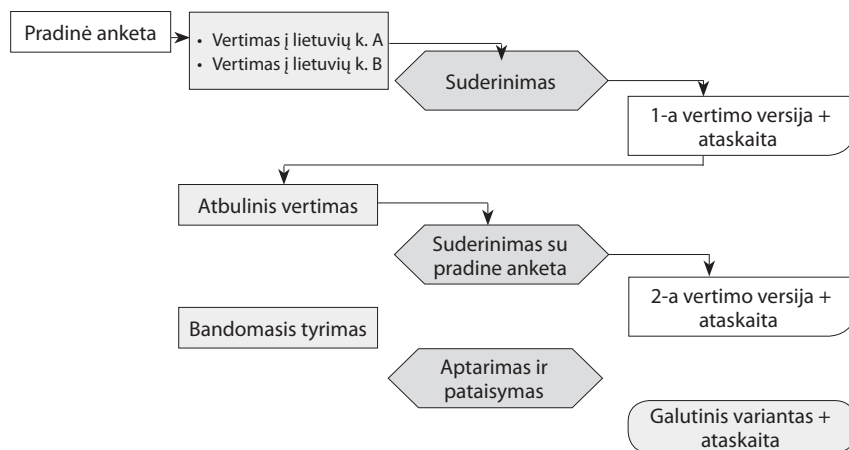 Pradinė anketa
• Vertimas į lietuvių k. A
• Vertimas į lietuvių k. B
Suderinimas
1-a vertimo versija +
ataskaita
Atbulinis vertimas
Suderinimas su
pradine anketa
2-a vertimo versija +
ataskaita
Bandomasis tyrimas
Aptarimas ir
pataisymas
Galutinis variantas +
ataskaita